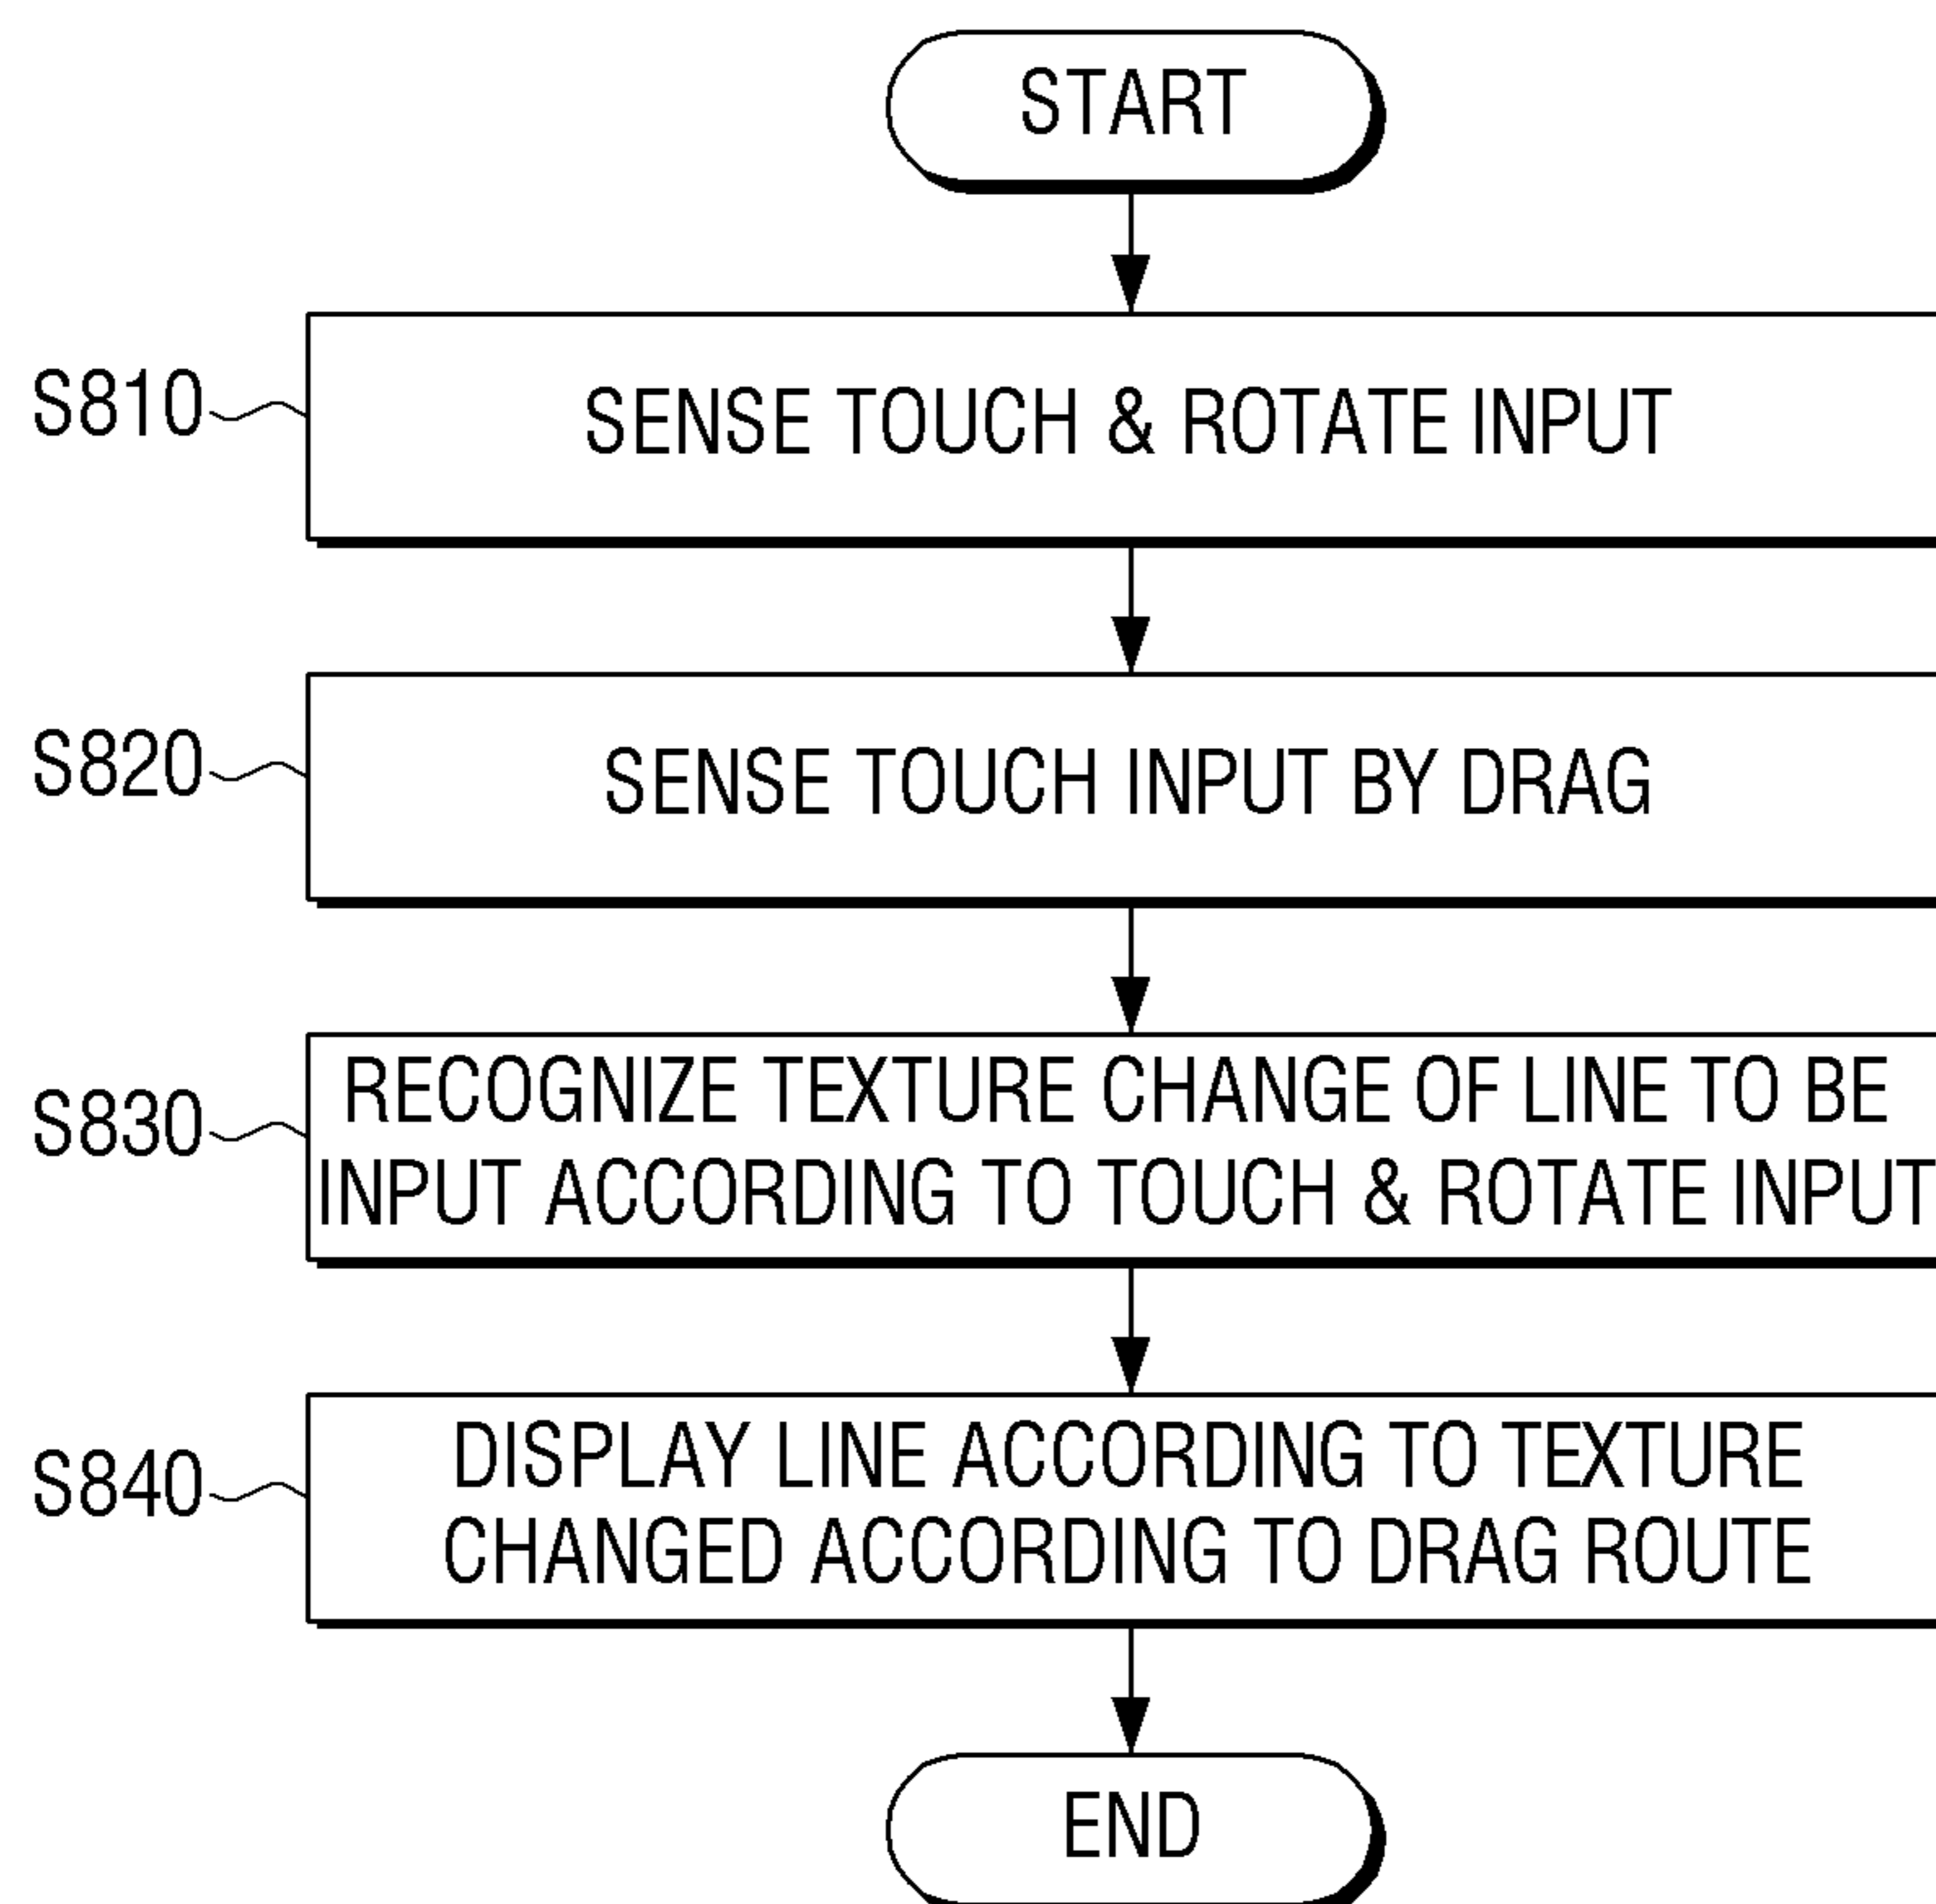 START
S810
SENSE TOUCH & ROTATE INPUT
S820
SENSE TOUCH INPUT BY DRAG
S830
RECOGNIZE TEXTURE CHANGE OF LINE TO BE
INPUT ACCORDING TO TOUCH & ROTATE INPUT
S840
DISPLAY LINE ACCORDING TO TEXTURE
CHANGED ACCORDING TO DRAG ROUTE
END